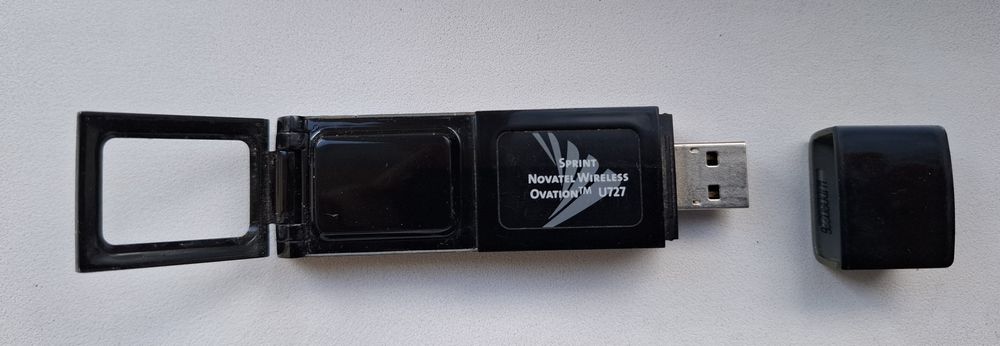 SPRINT
NOVATEL WIRELESS
OVATION™ U727